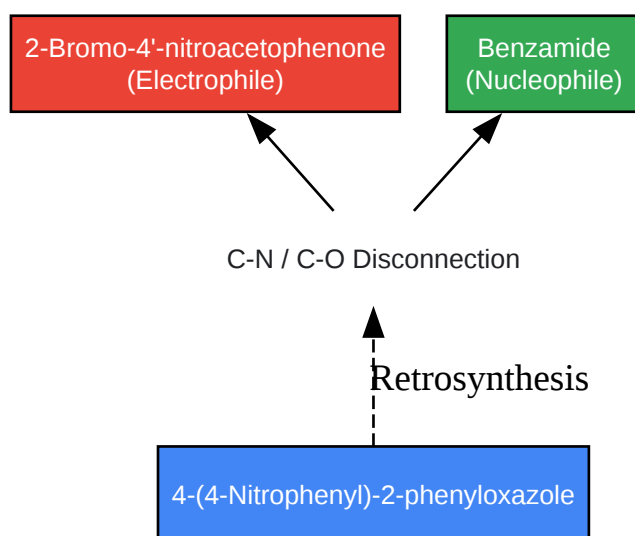 2-Bromo-4'-nitroacetophenone
(Electrophile)
Benzamide
(Nucleophile)
C-N / C-O Disconnection
Retrosynthesis
4-(4-Nitrophenyl)-2-phenyloxazole